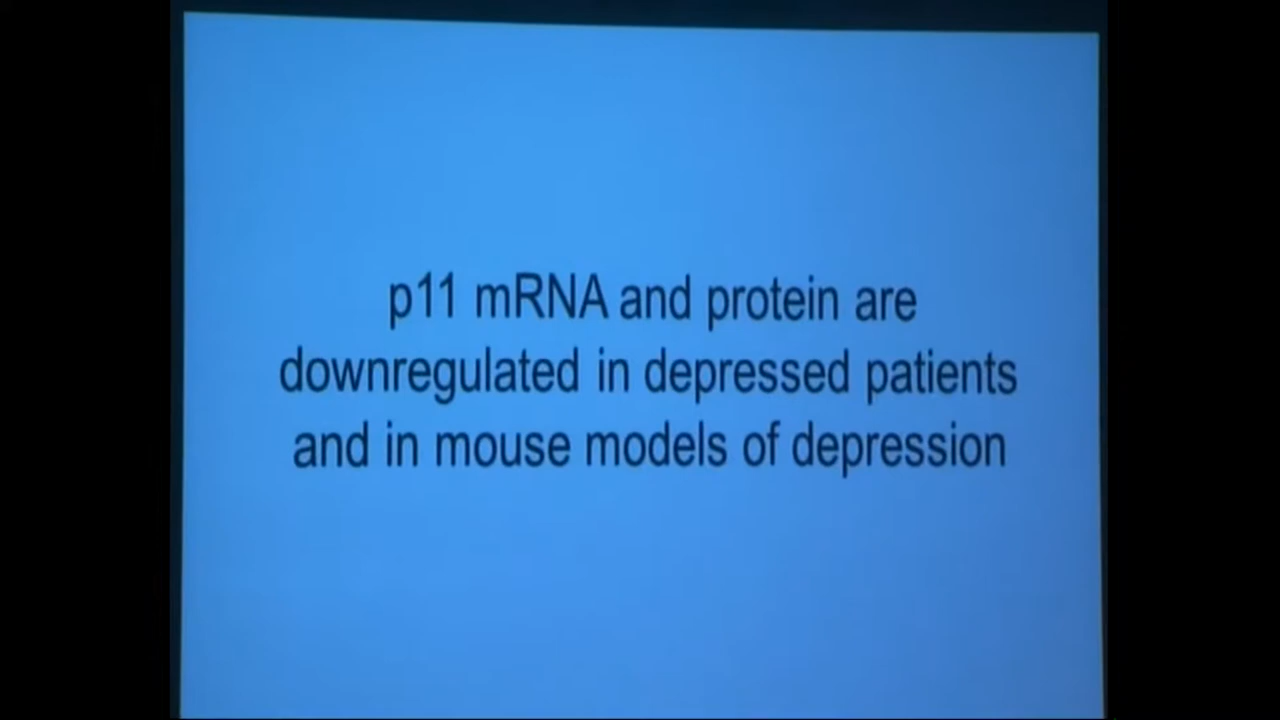 p11 mRNA and protein are
downregulated in depressed patients
and in mouse models of depression